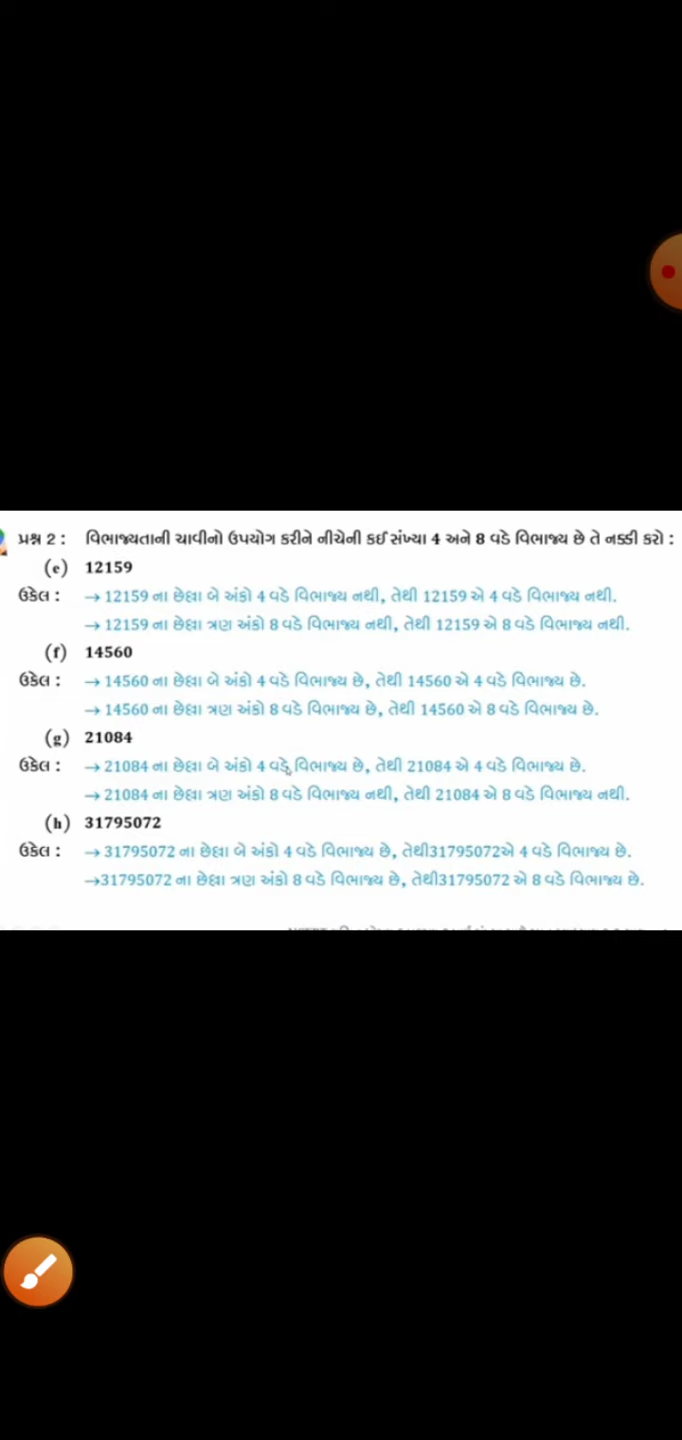 પ્રશ્ન 2 : વિભાજ્યતાની ચાવીનો ઉપયોગ કરીને નીચેની કઈ સંખ્યા 4 અને 8 વડે વિભાજ્ય છે તે નક્કી કરો :
(e) 12159
ઉકેલ : → 12159 ના છેલ્લા બે અંકો 4 વડે વિભાજ્ય નથી, તેથી 12159 એ 4 વડે વિભાજ્ય નથી.
→ 12159 ના છેલ્લા ત્રણ અંકો 8 વડે વિભાજ્ય નથી, તેથી 12159 એ 8 વડે વિભાજ્ય નથી.
(f) 14560
ઉકેલ : → 14560 ના છેલ્લા બે અંકો 4 વડે વિભાજ્ય છે, તેથી 14560 એ 4 વડે વિભાજ્ય છે.
→ 14560 ના છેલ્લા ત્રણ અંકો 8 વડે વિભાજ્ય છે, તેથી 14560 એ 8 વડે વિભાજ્ય છે.
(g) 21084
ઉકેલ : → 21084 ના છેલ્લા બે અંકો 4 વડે વિભાજ્ય છે, તેથી 21084 એ 4 વડે વિભાજ્ય છે.
→ 21084 ના છેલ્લા ત્રણ અંકો 8 વડે વિભાજ્ય નથી, તેથી 21084 એ 8 વડે વિભાજ્ય નથી.
(h) 31795072
ઉકેલ : → 31795072 ના છેલ્લા બે અંકો 4 વડે વિભાજ્ય છે, તેથી31795072એ 4 વડે વિભાજ્ય છે.
→31795072 ના છેલ્લા ત્રણ અંકો 8 વડે વિભાજ્ય છે, તેથી31795072 એ 8 વડે વિભાજ્ય છે.